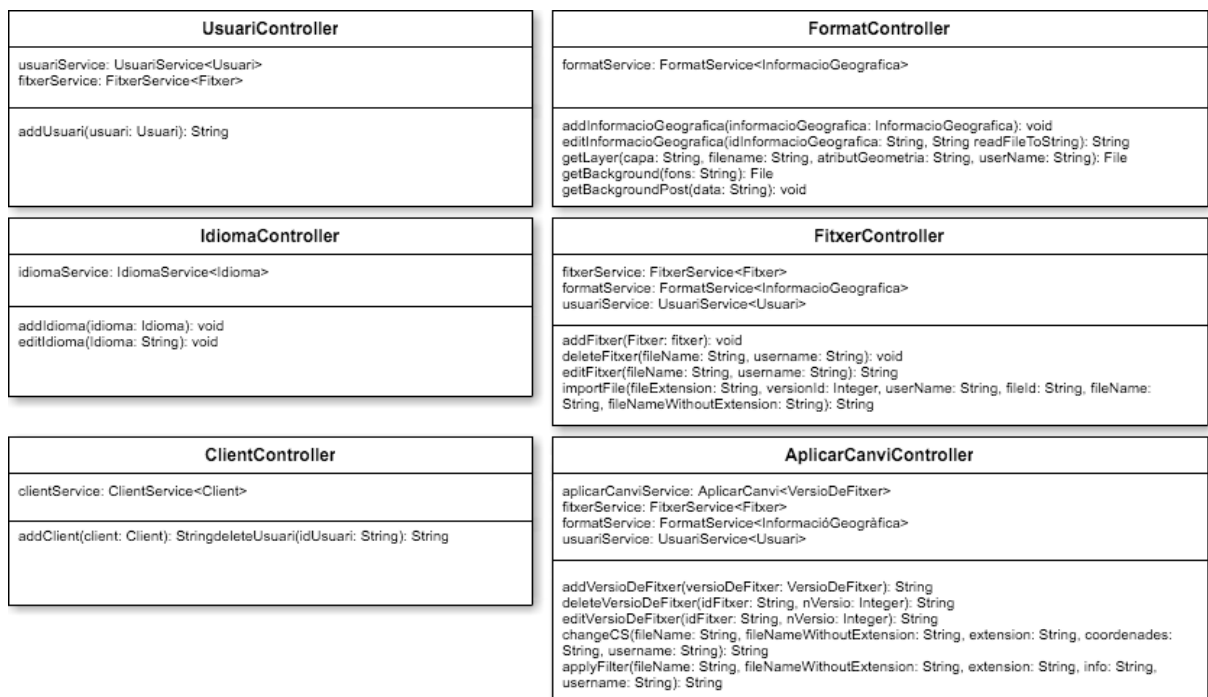 UsuariController
usuariService: UsuariService<Usuari>
fitxerService: FitxerService<Fitxer>
addUsuari(usuari: Usuari): String
FormatController
formatService: FormatService<InformacioGeografica>
addInformacioGeografica(informacioGeografica: InformacioGeografica): void
editInformacioGeografica(idInformacioGeografica: String, String readFileToString): String
getLayer(capa: String, filename: String, atributGeometria: String, userName: String): File
getBackground(fons: String): File
getBackgroundPost(data: String): void
IdiomaController
idiomaService: IdiomaService<Idioma>
addIdioma(idioma: Idioma): void
editIdioma(Idioma: String): void
FitxerController
fitxerService: FitxerService<Fitxer>
formatService: FormatService<InformacioGeografica>
usuariService: UsuariService<Usuari>
addFitxer(Fitxer: fitxer): void
deleteFitxer(fileName: String, username: String): void
editFitxer(fileName: String, username: String): String
importFile(fileExtension: String, versionId: Integer, userName: String, fileId: String, fileName:
String, fileNameWithoutExtension: String): String
ClientController
clientService: ClientService<Client>
addClient(client: Client): StringdeleteUsuari(idUsuari: String): String
AplicarCanviController
aplicarCanviService: AplicarCanvi<VersioDeFitxer>
fitxerService: FitxerService<Fitxer>
formatService: FormatService<InformacióGeogràfica>
usuariService: UsuariService<Usuari>
addVersioDeFitxer(versioDeFitxer: VersioDeFitxer): String
deleteVersioDeFitxer(idFitxer: String, nVersio: Integer): String
editVersioDeFitxer(idFitxer: String, nVersio: Integer): String
changeCS(fileName: String, fileNameWithoutExtension: String, extension: String, coordenades:
String, username: String): String
applyFilter(fileName: String, fileNameWithoutExtension: String, extension: String, info: String,
username: String): String